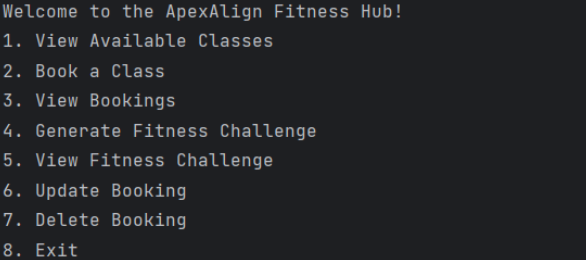 Welcome to the ApexAlign Fitness Hub!
1. View Available Classes
2. Book a Class
3. View Bookings
4. Generate Fitness Challenge
5. View Fitness Challenge
6. Update Booking
7. Delete Booking
8. Exit